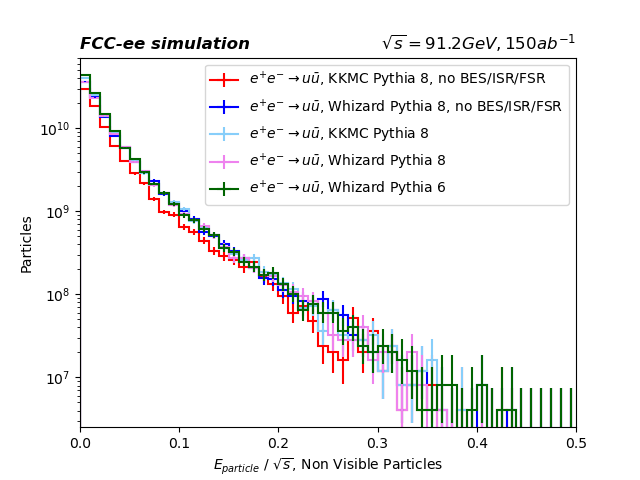 FCC-ee simulation
√s = 91.2GeV, 150ab⁻¹
e⁺e⁻ → uū, KKMC Pythia 8, no BES/ISR/FSR
e⁺e⁻ → uū, Whizard Pythia 8, no BES/ISR/FSR
e⁺e⁻ → uū, KKMC Pythia 8
e⁺e⁻ → uū, Whizard Pythia 8
e⁺e⁻ → uū, Whizard Pythia 6
Particles
10¹⁰
10⁹
10⁸
10⁷
0.0 0.1 0.2 0.3 0.4 0.5
E_particle / √s, Non Visible Particles